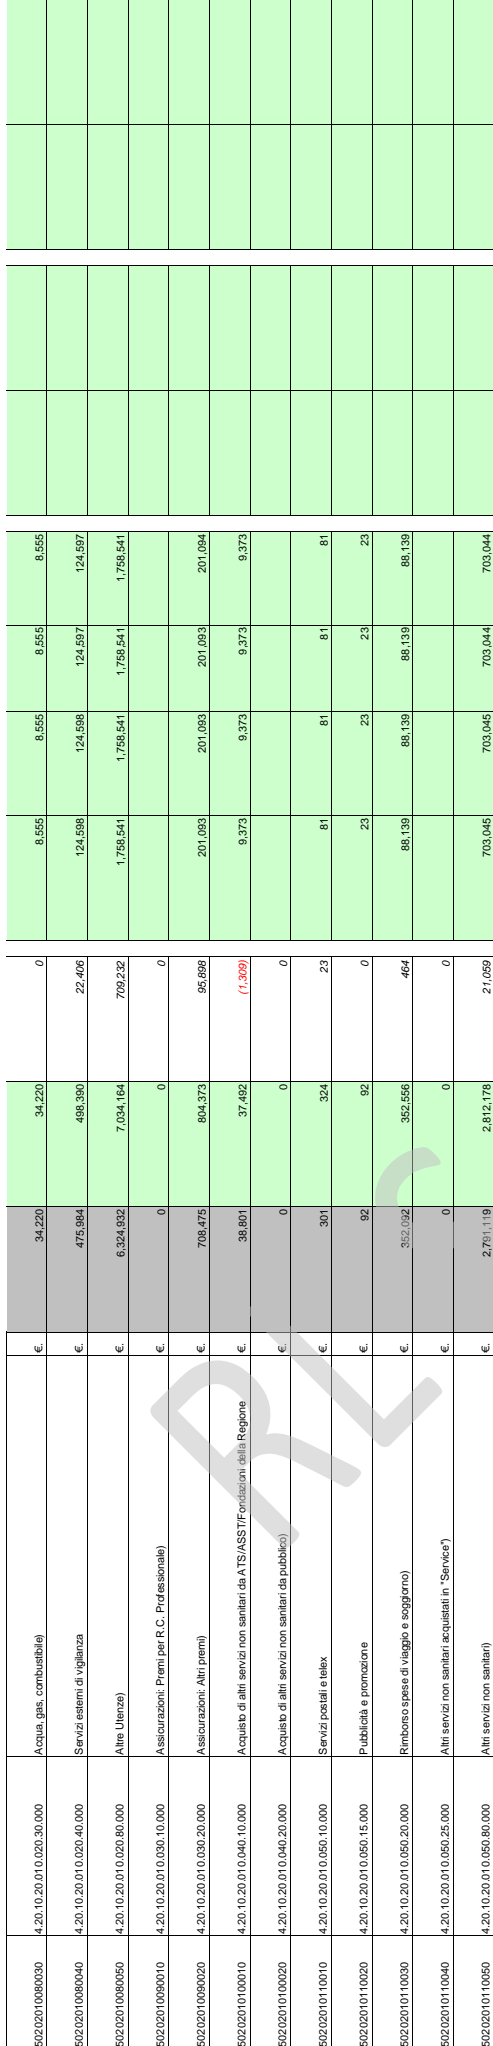 50202010080030 4.20.10.20.010.020.30.000 Acqua, gas, combustibile) €. 34,220 34,220 0 8,555 8,555 8,555 8,555
50202010080040 4.20.10.20.010.020.40.000 Servizi esterni di vigilanza €. 475,984 498,390 22,406 124,598 124,598 124,597 124,597
50202010080050 4.20.10.20.010.020.80.000 Altre Utenze) €. 6,324,932 7,034,164 709,232 1,758,541 1,758,541 1,758,541 1,758,541
50202010090010 4.20.10.20.010.030.10.000 Assicurazioni: Premi per R.C. Professionale) €. 0 0 0
50202010090020 4.20.10.20.010.030.20.000 Assicurazioni: Altri premi) €. 708,475 804,373 95,898 201,093 201,093 201,093 201,094
50202010100010 4.20.10.20.010.040.10.000 Acquisto di altri servizi non sanitari da ATS/ASST/Fondazioni della Regione €. 38,801 37,492 (1,309) 9,373 9,373 9,373 9,373
50202010100020 4.20.10.20.010.040.20.000 Acquisto di altri servizi non sanitari da pubblico) €. 0 0 0
50202010110010 4.20.10.20.010.050.10.000 Servizi postali e telex €. 301 324 23 81 81 81 81
50202010110020 4.20.10.20.010.050.15.000 Pubblicità e promozione €. 92 92 0 23 23 23 23
50202010110030 4.20.10.20.010.050.20.000 Rimborso spese di viaggio e soggiorno) €. 352,092 352,556 464 88,139 88,139 88,139 88,139
50202010110040 4.20.10.20.010.050.25.000 Altri servizi non sanitari acquistati in "Service") €. 0 0 0
50202010110050 4.20.10.20.010.050.80.000 Altri servizi non sanitari) €. 2,791,119 2,812,178 21,059 703,045 703,045 703,044 703,044